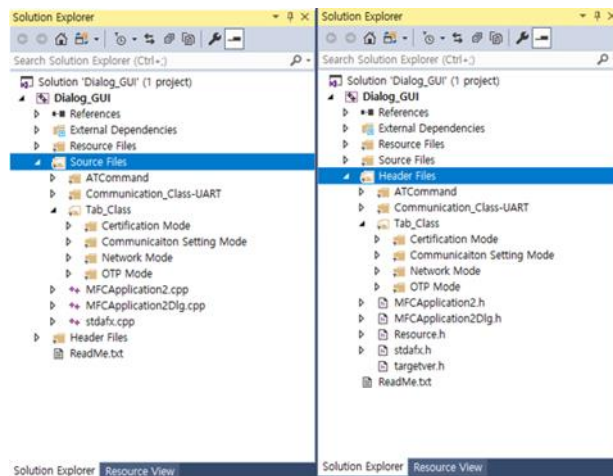 Solution Explorer
Search Solution Explorer (Ctrl+;)
Solution 'Dialog_GUI' (1 project)
Dialog_GUI
References
External Dependencies
Resource Files
Source Files
ATCommand
Communication_Class-UART
Tab_Class
Certification Mode
Communicaiton Setting Mode
Network Mode
OTP Mode
MFCApplication2.cpp
MFCApplication2Dlg.cpp
stdafx.cpp
Header Files
ReadMe.txt
Solution Explorer Resource View
Solution Explorer
Search Solution Explorer (Ctrl+;)
Solution 'Dialog_GUI' (1 project)
Dialog_GUI
References
External Dependencies
Resource Files
Source Files
Header Files
ATCommand
Communication_Class-UART
Tab_Class
Certification Mode
Communicaiton Setting Mode
Network Mode
OTP Mode
MFCApplication2.h
MFCApplication2Dlg.h
Resource.h
stdafx.h
targetver.h
ReadMe.txt
Solution Explorer Resource View